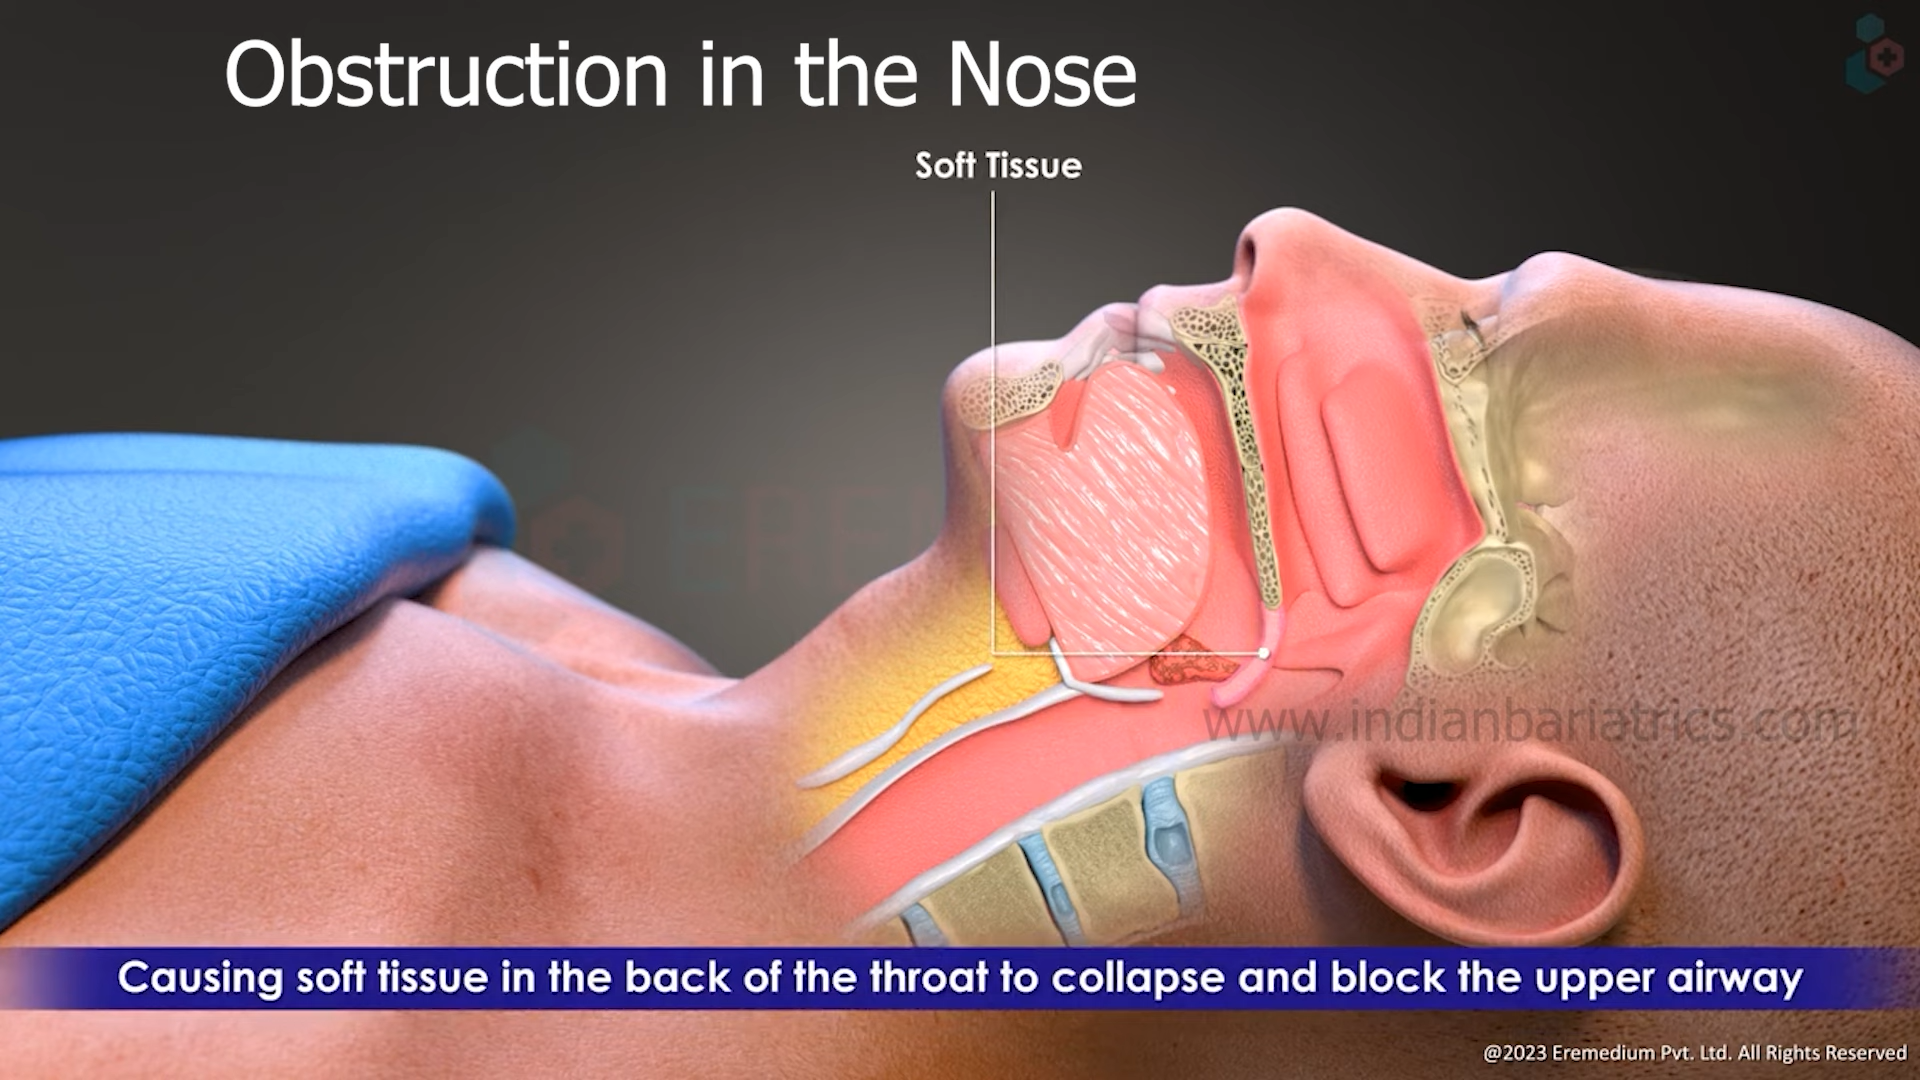 Obstruction in the Nose
Soft Tissue
www.indianbariatrics.com
Causing soft tissue in the back of the throat to collapse and block the upper airway
@2023 Eremedium Pvt. Ltd. All Rights Reserved